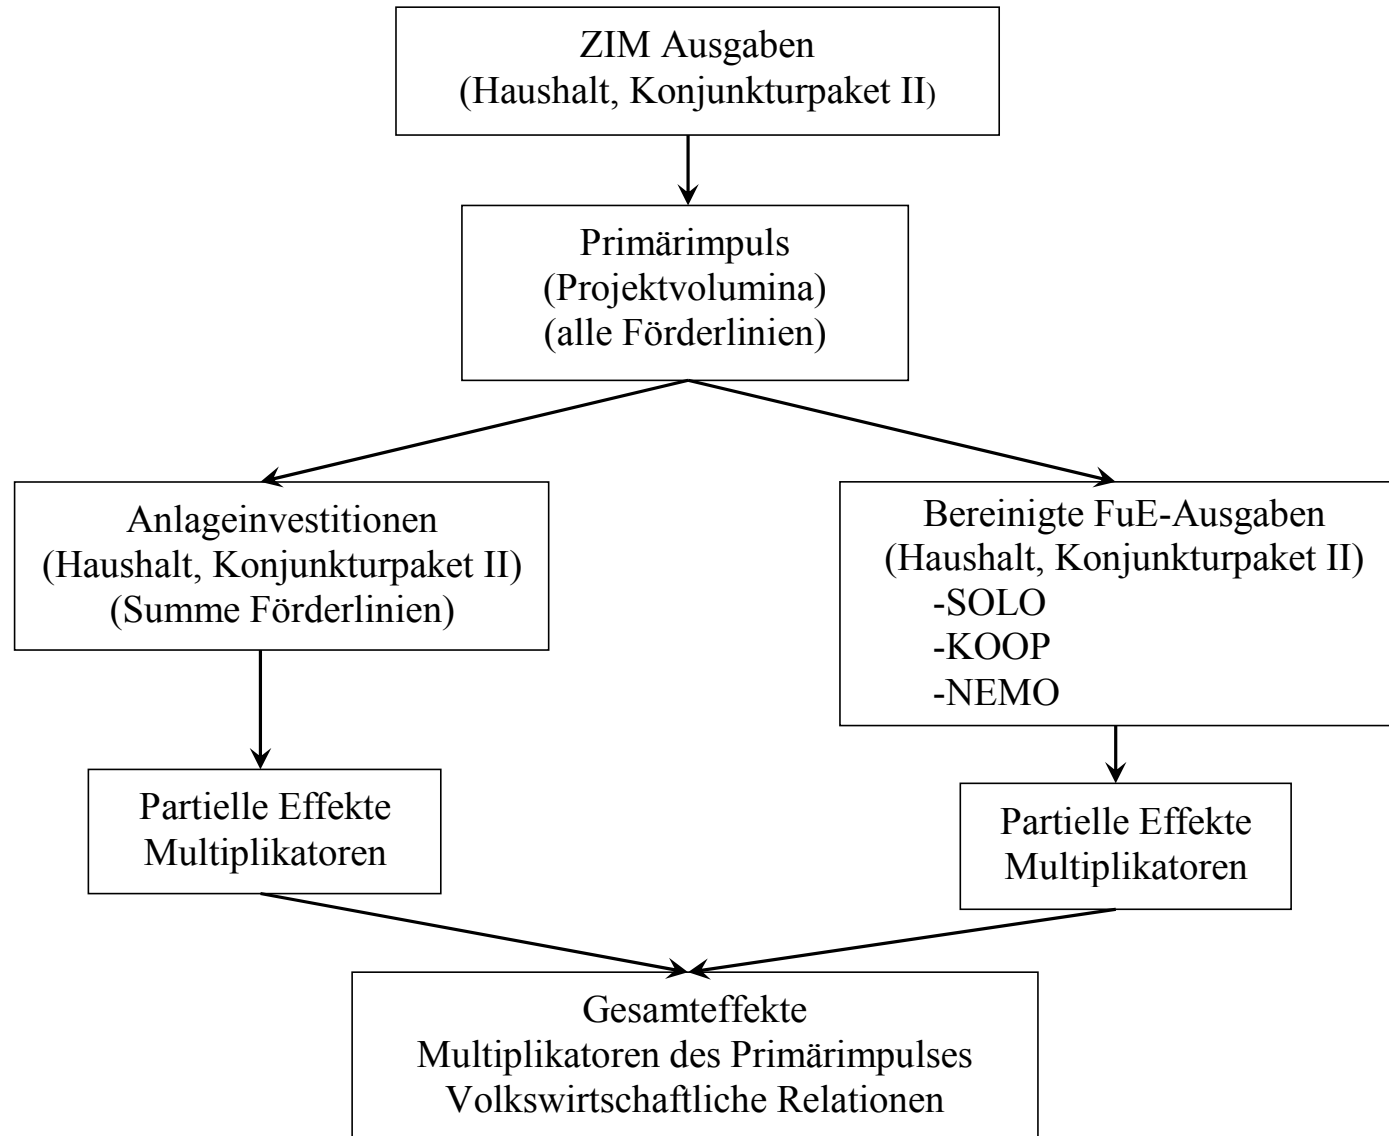 ZIM Ausgaben
(Haushalt, Konjunkturpaket II)
Primärimpuls
(Projektvolumina)
(alle Förderlinien)
Anlageinvestitionen
(Haushalt, Konjunkturpaket II)
(Summe Förderlinien)
Bereinigte FuE-Ausgaben
(Haushalt, Konjunkturpaket II)
-SOLO
-KOOP
-NEMO
Partielle Effekte
Multiplikatoren
Partielle Effekte
Multiplikatoren
Gesamteffekte
Multiplikatoren des Primärimpulses
Volkswirtschaftliche Relationen